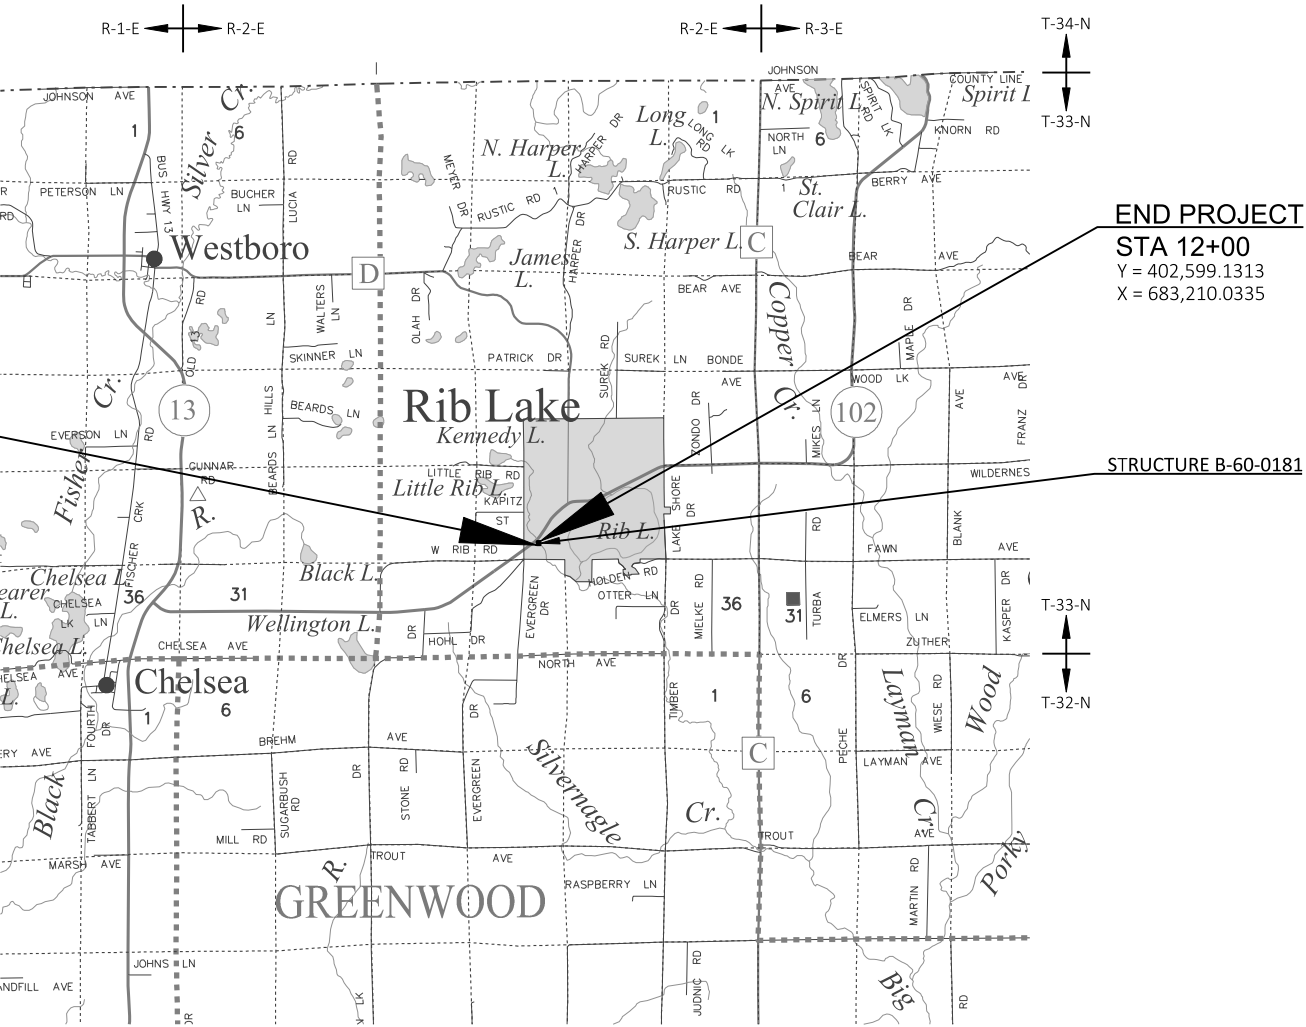 R-1-E R-2-E
R-2-E R-3-E
T-34-N
T-33-N
JOHNSON AVE
JOHNSON
AVE
COUNTY LINE
Spirit L
N. Spirit L.
SPIRIT LK
RD
KNORN RD
1
Silver Cr.
6
Long
L.
LONG LK
RD
1
NORTH
LN
6
N. Harper
L.
HARPER DR
BUS HWY 13
RD
MEYER DR
PETERSON LN
BUCHER
LN
LUCIA
RUSTIC RD
1
RUSTIC RD
1
St.
Clair L.
BERRY AVE
RD
Westboro
S. Harper L.
C
HARPER DR
James
L.
D
BEAR AVE
BEAR AVE
END PROJECT
STA 12+00
Y = 402,599.1313
X = 683,210.0335
OLD 13 RD
LN
WALTERS
LN
OLAH DR
Copper
Cr.
MAPLE DR
SKINNER LN
PATRICK DR
SUREK RD
SUREK LN
BONDE
AVE
WOOD LK
AVE
Cr.
13
BEARDS LN
BEARDS LN HILLS
Rib Lake
Kennedy L.
ZONDO DR
MIKES LN
102
AVE
FRANZ DR
EVERSON LN
RD
Fisher
GUNNAR
RD
R.
LITTLE RIB RD
Little Rib L.
KAPITZ
ST
W RIB RD
Rib L.
LAKE SHORE
DR
WILDERNES
STRUCTURE B-60-0181
FISCHER CRK
RD
BLANK
FAWN AVE
Black L.
HOLDEN RD
OTTER LN
Chelsea L.
earer
L.
CHELSEA
LK LN
36
31
Wellington L.
EVERGREEN
DR
DR
MIELKE RD
36
31
TURBA
ELMERS LN
KASPER DR
T-33-N
T-32-N
Chelsea L.
CHELSEA AVE
DR
HOHL DR
ZUTHER
HELSEA AVE
L.
Chelsea
NORTH AVE
DR
Layman
Cr.
Wood
1
6
FOURTH
DR
DR
TIMBER
1
6
WIESE RD
ERY AVE
BREHM AVE
PECHE
C
LAYMAN AVE
Black
TABBERT LN
SUGARBUSH
RD
DR
STONE RD
EVERGREEN
Silvernagle
Cr.
MILL RD
TROUT
AVE
Porky
MARSH AVE
R.
TROUT AVE
RASPBERRY LN
GREENWOOD
MARTIN RD
JOHNS LN
ANDFILL AVE
DR
LK
JUDNIC RD
Big
RD